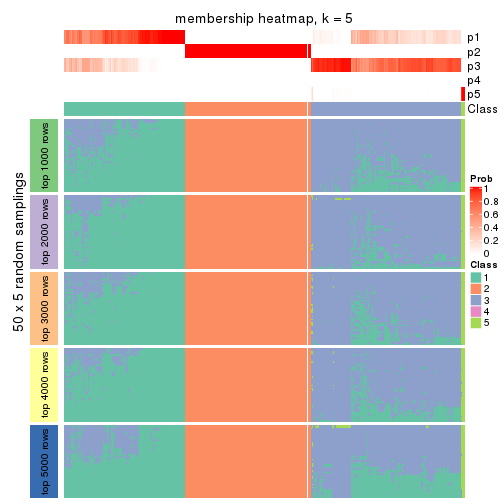 membership heatmap, k = 5
p1
p2
p3
p4
p5
Class
50 x 5 random samplings
top 1000 rows
top 2000 rows
top 3000 rows
top 4000 rows
top 5000 rows
Prob
1
0.8
0.6
0.4
0.2
0
Class
1
2
3
4
5